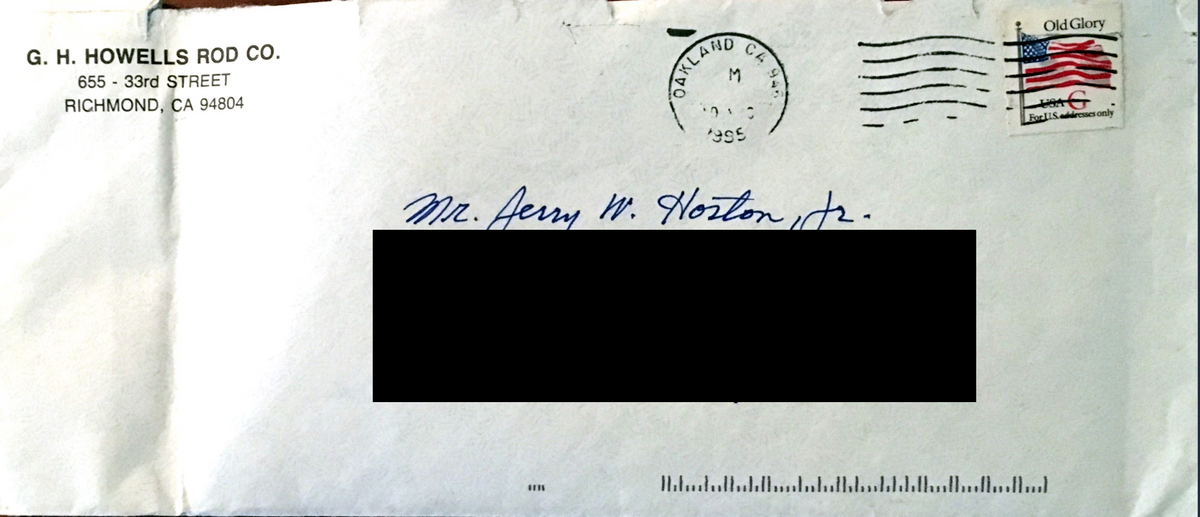 G. H. HOWELLS ROD CO.
655 - 33rd STREET
RICHMOND, CA 94804
OAKLAND CA
M
1995
Old Glory
USA G
For U.S. addresses only
Mr. Jerry W. Horton, Jr.